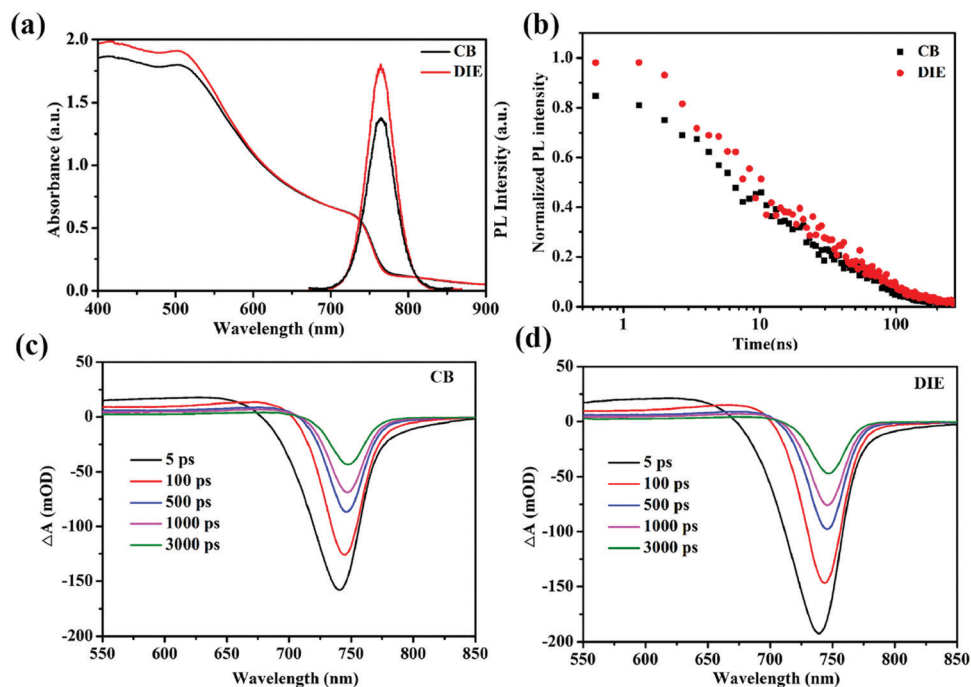 (a)
CB
DIE
Absorbance (a.u.)
PL Intensity (a.u.)
2.0
1.5
1.0
0.5
0.0
400 500 600 700 800 900
Wavelength (nm)
(b)
CB
DIE
Normalized PL intensity
1.0
0.8
0.6
0.4
0.2
0.0
1 10 100
Time(ns)
(c)
CB
△A (mOD)
50
0
-50
-100
-150
-200
5 ps
100 ps
500 ps
1000 ps
3000 ps
550 600 650 700 750 800 850
Wavelength (nm)
(d)
DIE
△A (mOD)
50
0
-50
-100
-150
-200
5 ps
100 ps
500 ps
1000 ps
3000 ps
550 600 650 700 750 800 850
Wavelength (nm)